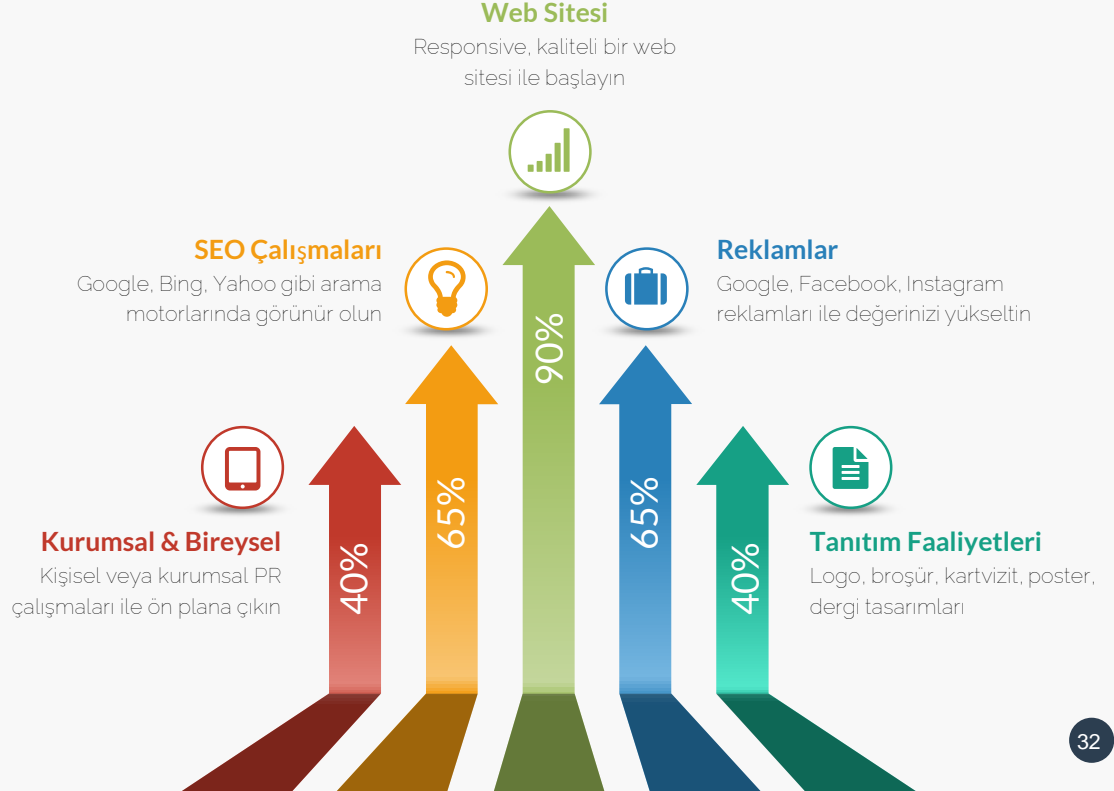 Web Sitesi
Responsive, kaliteli bir web
sitesi ile başlayın
SEO Çalışmaları
Google, Bing, Yahoo gibi arama
motorlarında görünür olun
Reklamlar
Google, Facebook, Instagram
reklamları ile değerinizi yükseltin
90%
65%
65%
40%
40%
Kurumsal & Bireysel
Kişisel veya kurumsal PR
çalışmaları ile ön plana çıkın
Tanıtım Faaliyetleri
Logo, broşür, kartvizit, poster,
dergi tasarımları
32